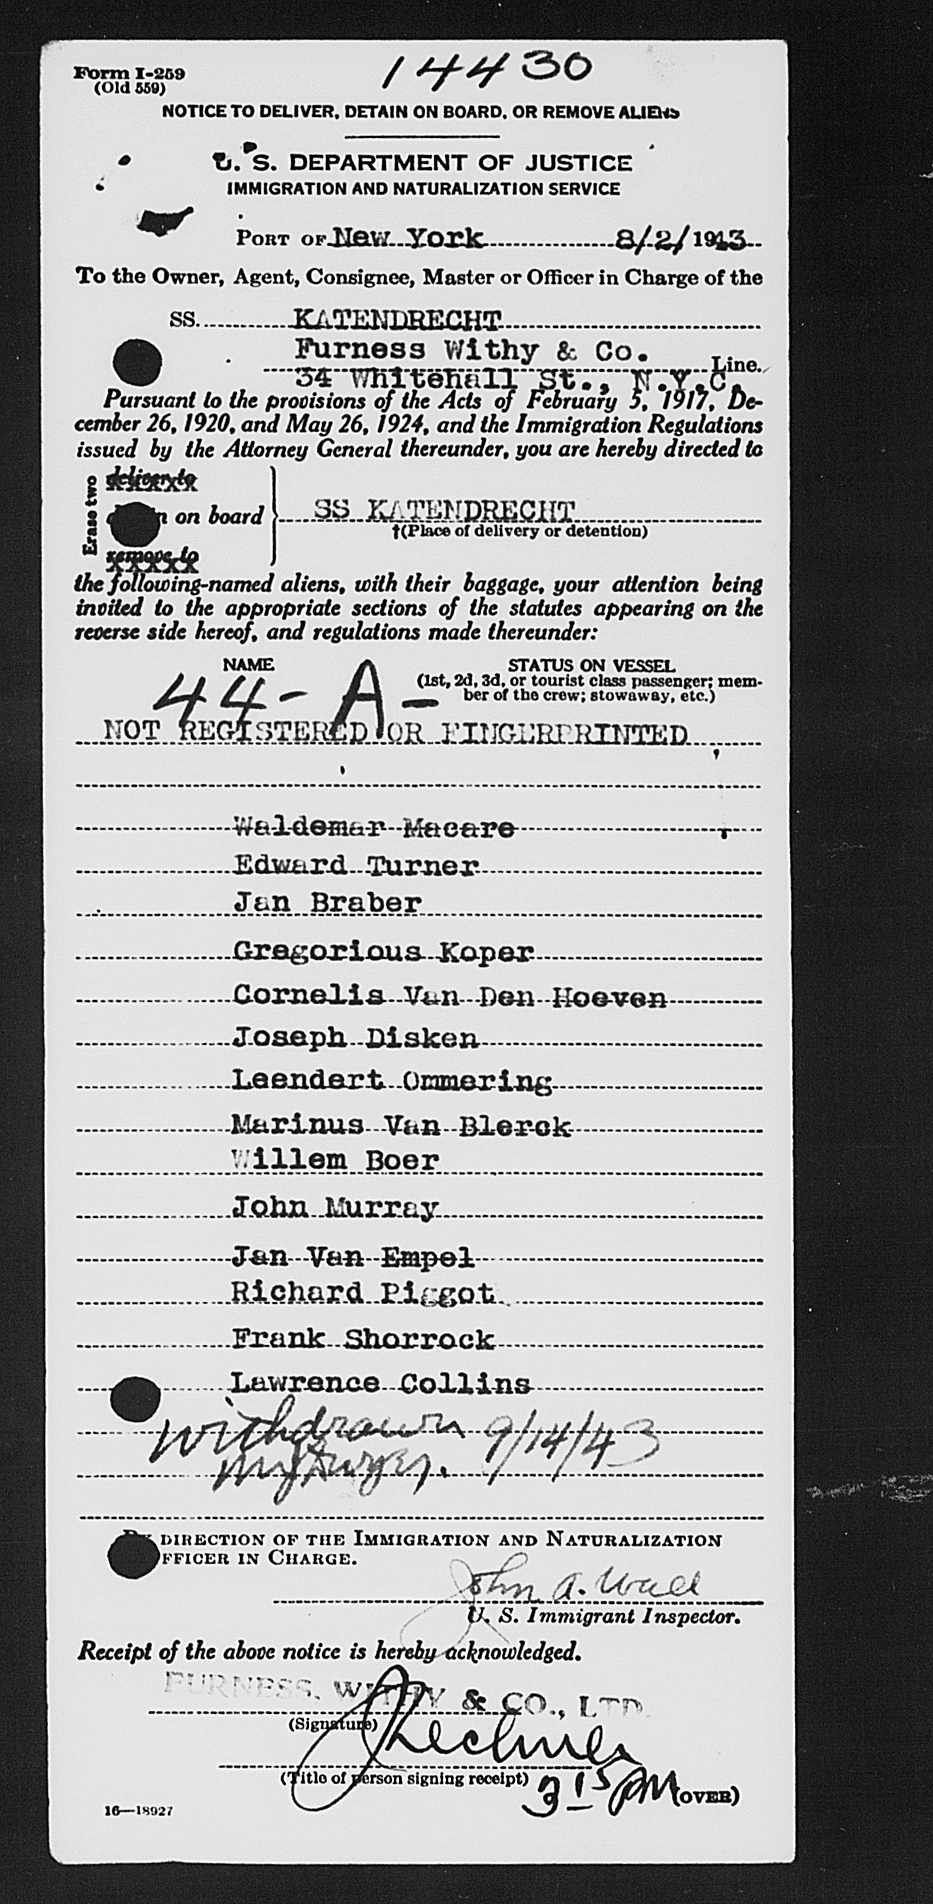 14430
Form I-259
(Old 559)
NOTICE TO DELIVER, DETAIN ON BOARD, OR REMOVE ALIENS
U. S. DEPARTMENT OF JUSTICE
IMMIGRATION AND NATURALIZATION SERVICE
PORT OF New York 8/2/1943
To the Owner, Agent, Consignee, Master or Officer in Charge of the
SS. KATENDRECHT
Furness Withy & Co.
Line.
34 Whitehall St., N.Y.C.
Pursuant to the provisions of the Acts of February 5, 1917, De-
cember 26, 1920, and May 26, 1924, and the Immigration Regulations
issued by the Attorney General thereunder, you are hereby directed to
Erase two
deliver to
on board
SS KATENDRECHT
†(Place of delivery or detention)
remove to
the following-named aliens, with their baggage, your attention being
invited to the appropriate sections of the statutes appearing on the
reverse side hereof, and regulations made thereunder:
NAME STATUS ON VESSEL
(1st, 2d, 3d, or tourist class passenger; mem-
ber of the crew; stowaway, etc.)
44-A-
NOT REGISTERED OR FINGERPRINTED
Waldemar Macare
Edward Turner
Jan Braber
Gregorious Koper
Cornelis Van Den Hoeven
Joseph Disken
Leendert Ommering
Marinus Van Blerck
Willem Boer
John Murray
Jan Van Empel
Richard Piggot
Frank Shorrock
Lawrence Collins
Withdrawn 9/14/43
BY DIRECTION OF THE IMMIGRATION AND NATURALIZATION
OFFICER IN CHARGE.
John A. Wall
U. S. Immigrant Inspector.
Receipt of the above notice is hereby acknowledged.
FURNESS, WITHY & CO., LTD.
(Signature)
(Title of person signing receipt)
3 15 PM
(OVER)
16—18927